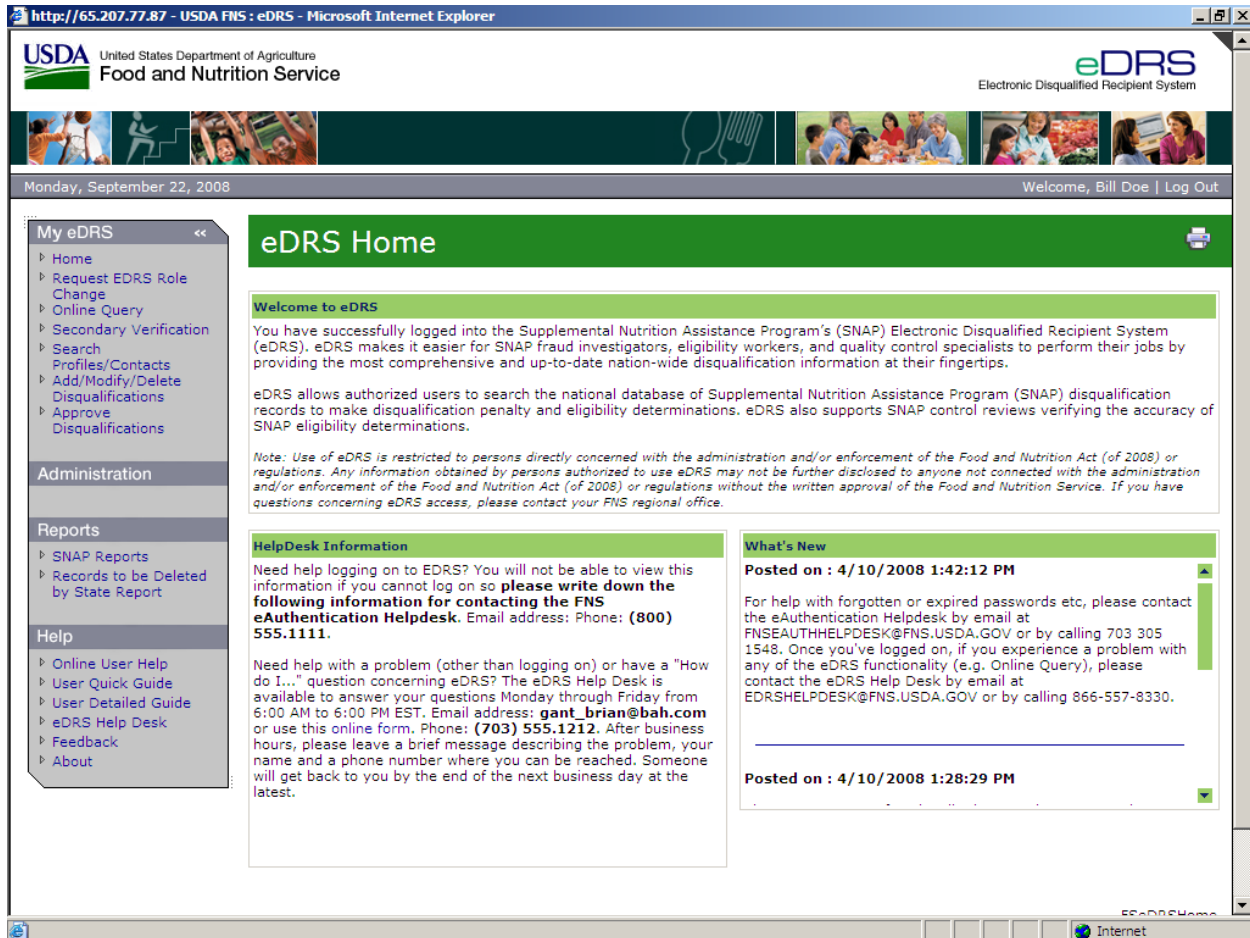 http://65.207.77.87 - USDA FNS : eDRS - Microsoft Internet Explorer
USDA United States Department of Agriculture
Food and Nutrition Service
eDRS
Electronic Disqualified Recipient System
Monday, September 22, 2008
Welcome, Bill Doe | Log Out
My eDRS <<
Home
Request EDRS Role
Change
Online Query
Secondary Verification
Search
Profiles/Contacts
Add/Modify/Delete
Disqualifications
Approve
Disqualifications
Administration
Reports
SNAP Reports
Records to be Deleted
by State Report
Help
Online User Help
User Quick Guide
User Detailed Guide
eDRS Help Desk
Feedback
About
eDRS Home
Welcome to eDRS
You have successfully logged into the Supplemental Nutrition Assistance Program's (SNAP) Electronic Disqualified Recipient System
(eDRS). eDRS makes it easier for SNAP fraud investigators, eligibility workers, and quality control specialists to perform their jobs by
providing the most comprehensive and up-to-date nation-wide disqualification information at their fingertips.
eDRS allows authorized users to search the national database of Supplemental Nutrition Assistance Program (SNAP) disqualification
records to make disqualification penalty and eligibility determinations. eDRS also supports SNAP control reviews verifying the accuracy of
SNAP eligibility determinations.
Note: Use of eDRS is restricted to persons directly concerned with the administration and/or enforcement of the Food and Nutrition Act (of 2008) or
regulations. Any information obtained by persons authorized to use eDRS may not be further disclosed to anyone not connected with the administration
and/or enforcement of the Food and Nutrition Act (of 2008) or regulations without the written approval of the Food and Nutrition Service. If you have
questions concerning eDRS access, please contact your FNS regional office.
HelpDesk Information
Need help logging on to EDRS? You will not be able to view this
information if you cannot log on so please write down the
following information for contacting the FNS
eAuthentication Helpdesk. Email address: Phone: (800)
555.1111.
Need help with a problem (other than logging on) or have a "How
do I..." question concerning eDRS? The eDRS Help Desk is
available to answer your questions Monday through Friday from
6:00 AM to 6:00 PM EST. Email address: gant_brian@bah.com
or use this online form. Phone: (703) 555.1212. After business
hours, please leave a brief message describing the problem, your
name and a phone number where you can be reached. Someone
will get back to you by the end of the next business day at the
latest.
What's New
Posted on : 4/10/2008 1:42:12 PM
For help with forgotten or expired passwords etc, please contact
the eAuthentication Helpdesk by email at
FNSEAUTHHELPDESK@FNS.USDA.GOV or by calling 703 305
1548. Once you've logged on, if you experience a problem with
any of the eDRS functionality (e.g. Online Query), please
contact the eDRS Help Desk by email at
EDRSHELPDESK@FNS.USDA.GOV or by calling 866-557-8330.
Posted on : 4/10/2008 1:28:29 PM
Internet